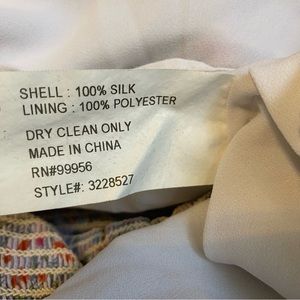 SHELL : 100% SILK
LINING : 100% POLYESTER
DRY CLEAN ONLY
MADE IN CHINA
RN#99956
STYLE#: 3228527